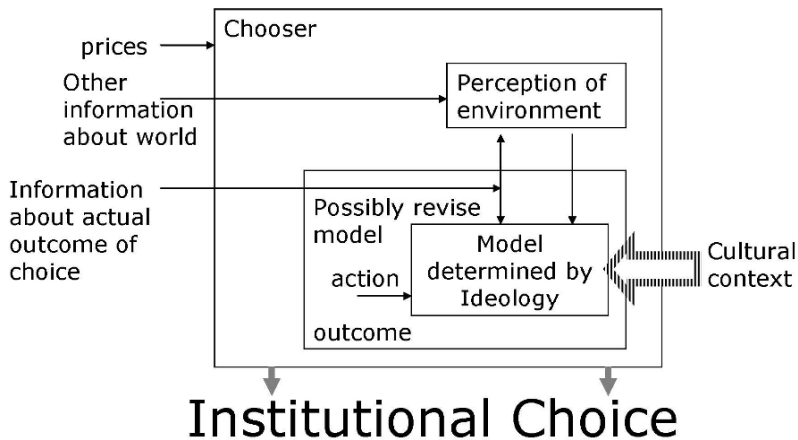 Chooser
prices
Other
information
about world
Perception of
environment
Information
about actual
outcome of
choice
Possibly revise
model
Model
determined by
Ideology
action
outcome
Cultural
context
Institutional Choice